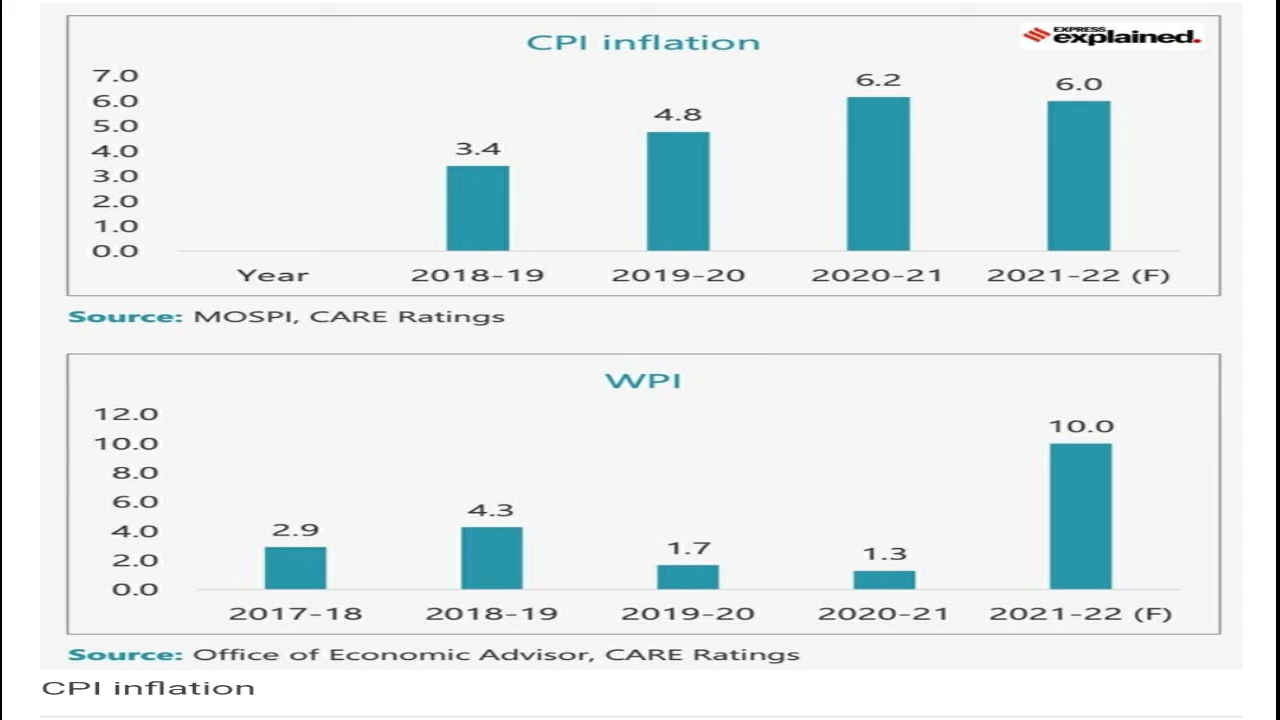 CPI inflation
EXPRESS
explained.
7.0
6.0
5.0
4.0
3.0
2.0
1.0
0.0
3.4
4.8
6.2
6.0
Year 2018-19 2019-20 2020-21 2021-22 (F)
Source: MOSPI, CARE Ratings
WPI
12.0
10.0
8.0
6.0
4.0
2.0
0.0
2.9
4.3
1.7
1.3
10.0
2017-18 2018-19 2019-20 2020-21 2021-22 (F)
Source: Office of Economic Advisor, CARE Ratings
CPI inflation